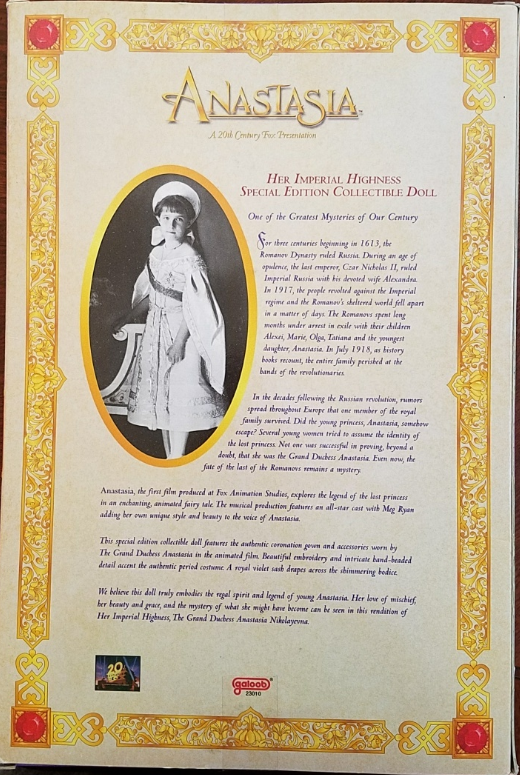 ANASTASIA
A 20th Century Fox Presentation
HER IMPERIAL HIGHNESS
SPECIAL EDITION COLLECTIBLE DOLL
One of the Greatest Mysteries of Our Century
For three centuries beginning in 1613, the
Romanov Dynasty ruled Russia. During an age of
opulence, the last emperor, Czar Nicholas II, ruled
Imperial Russia with his devoted wife Alexandra.
In 1917, the people revolted against the Imperial
regime and the Romanov's sheltered world fell apart
in a matter of days. The Romanovs spent long
months under arrest in exile with their children
Alexei, Marie, Olga, Tatiana and the youngest
daughter, Anastasia. In July 1918, as history
books recount, the entire family perished at the
hands of the revolutionaries.
In the decades following the Russian revolution, rumors
spread throughout Europe that one member of the royal
family survived. Did the young princess, Anastasia, somehow
escape? Several young women tried to assume the identity of
the lost princess. Not one was successful in proving, beyond a
doubt, that she was the Grand Duchess Anastasia. Even now, the
fate of the last of the Romanovs remains a mystery.
Anastasia, the first film produced at Fox Animation Studios, explores the legend of the lost princess
in an enchanting, animated fairy tale. The musical production features an all-star cast with Meg Ryan
adding her own unique style and beauty to the voice of Anastasia.
This special edition collectible doll features the authentic coronation gown and accessories worn by
The Grand Duchess Anastasia in the animated film. Beautiful embroidery and intricate hand-beaded
detail accent the authentic period costume. A royal violet sash drapes across the shimmering bodice.
We believe this doll truly embodies the regal spirit and legend of young Anastasia. Her love of mischief,
her beauty and grace, and the mystery of what she might have become can be seen in this rendition of
Her Imperial Highness, The Grand Duchess Anastasia Nikolayevna.
20
galoob®
23010